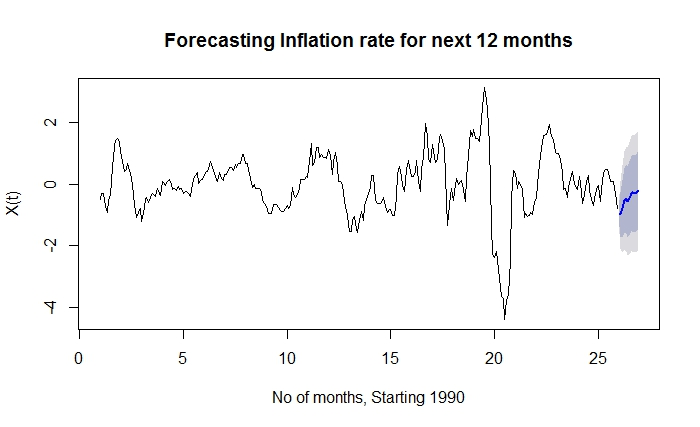 Forecasting Inflation rate for next 12 months
X(t)
2
0
-2
-4
0 5 10 15 20 25
No of months, Starting 1990